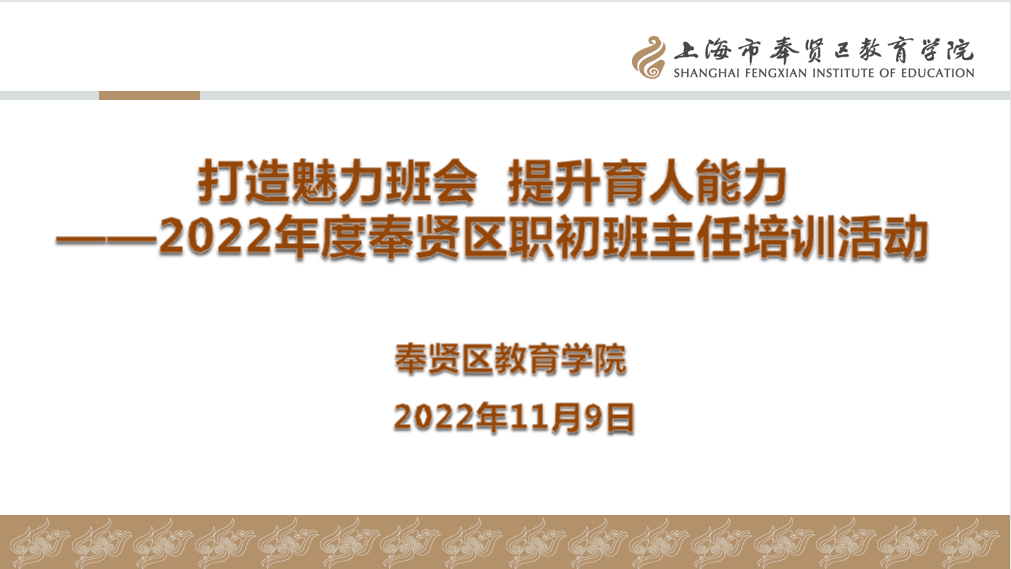 上海市奉贤区教育学院
SHANGHAI FENGXIAN INSTITUTE OF EDUCATION
打造魅力班会 提升育人能力
——2022年度奉贤区职初班主任培训活动
奉贤区教育学院
2022年11月9日